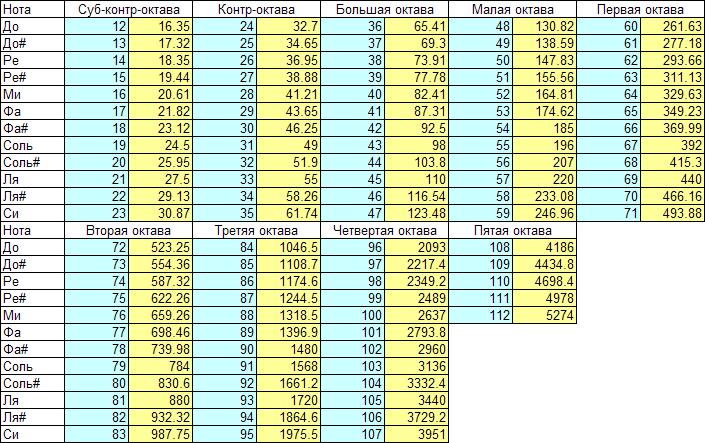 Нота Суб-контр-октава Контр-октава Большая октава Малая октава Первая октава
До 12 16.35 24 32.7 36 65.41 48 130.82 60 261.63
До# 13 17.32 25 34.65 37 69.3 49 138.59 61 277.18
Ре 14 18.35 26 36.95 38 73.91 50 147.83 62 293.66
Ре# 15 19.44 27 38.88 39 77.78 51 155.56 63 311.13
Ми 16 20.61 28 41.21 40 82.41 52 164.81 64 329.63
Фа 17 21.82 29 43.65 41 87.31 53 174.62 65 349.23
Фа# 18 23.12 30 46.25 42 92.5 54 185 66 369.99
Соль 19 24.5 31 49 43 98 55 196 67 392
Соль# 20 25.95 32 51.9 44 103.8 56 207 68 415.3
Ля 21 27.5 33 55 45 110 57 220 69 440
Ля# 22 29.13 34 58.26 46 116.54 58 233.08 70 466.16
Си 23 30.87 35 61.74 47 123.48 59 246.96 71 493.88
Нота Вторая октава Третяя октава Четвертая октава Пятая октава
До 72 523.25 84 1046.5 96 2093 108 4186
До# 73 554.36 85 1108.7 97 2217.4 109 4434.8
Ре 74 587.32 86 1174.6 98 2349.2 110 4698.4
Ре# 75 622.26 87 1244.5 99 2489 111 4978
Ми 76 659.26 88 1318.5 100 2637 112 5274
Фа 77 698.46 89 1396.9 101 2793.8
Фа# 78 739.98 90 1480 102 2960
Соль 79 784 91 1568 103 3136
Соль# 80 830.6 92 1661.2 104 3332.4
Ля 81 880 93 1720 105 3440
Ля# 82 932.32 94 1864.6 106 3729.2
Си 83 987.75 95 1975.5 107 3951